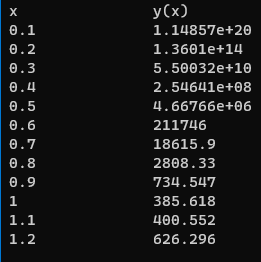 x y(x)
0.1 1.14857e+20
0.2 1.3601e+14
0.3 5.50032e+10
0.4 2.54641e+08
0.5 4.66766e+06
0.6 211746
0.7 18615.9
0.8 2808.33
0.9 734.547
1 385.618
1.1 400.552
1.2 626.296